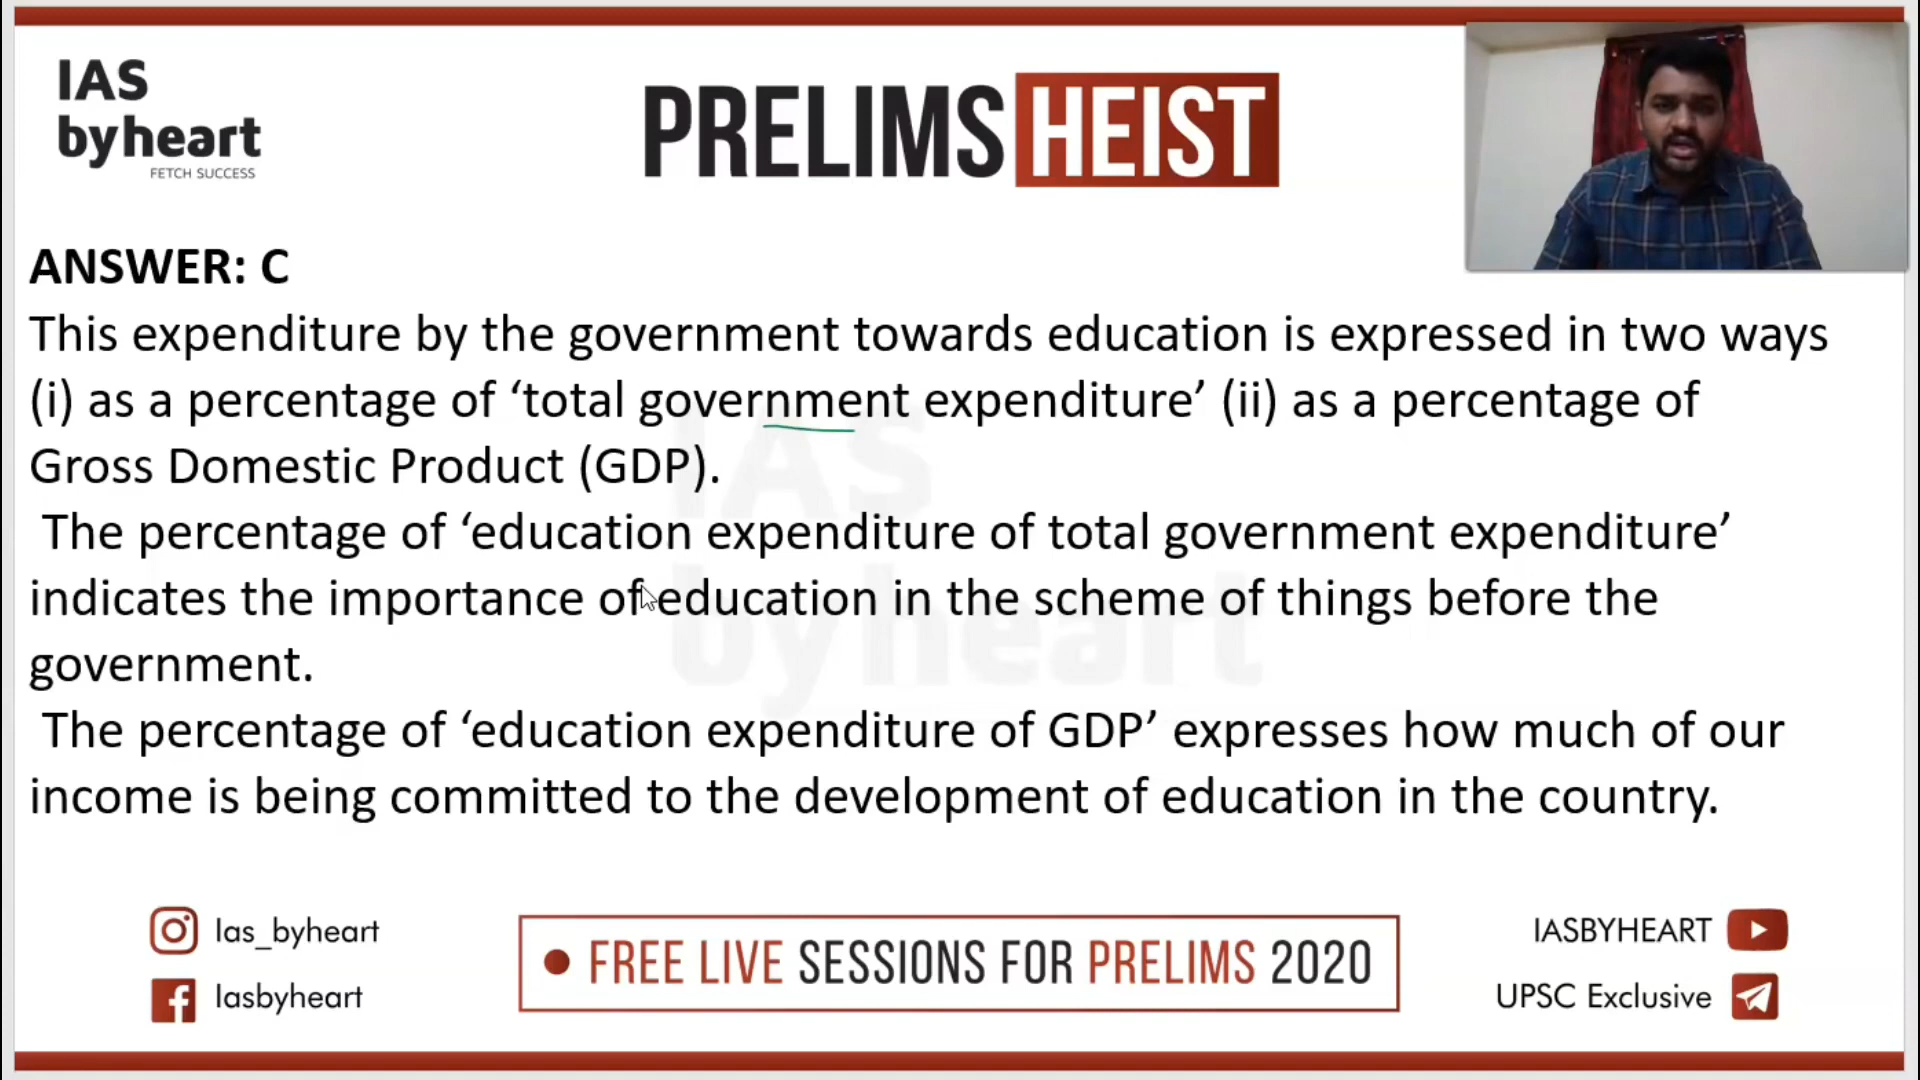 IAS
byheart
FETCH SUCCESS
PRELIMS HEIST
ANSWER: C
This expenditure by the government towards education is expressed in two ways
(i) as a percentage of ‘total government expenditure’ (ii) as a percentage of
Gross Domestic Product (GDP).
The percentage of ‘education expenditure of total government expenditure’
indicates the importance of education in the scheme of things before the
government.
The percentage of ‘education expenditure of GDP’ expresses how much of our
income is being committed to the development of education in the country.
IAS
byheart
Ias_byheart
Iasbyheart
FREE LIVE SESSIONS FOR PRELIMS 2020
IASBYHEART
UPSC Exclusive